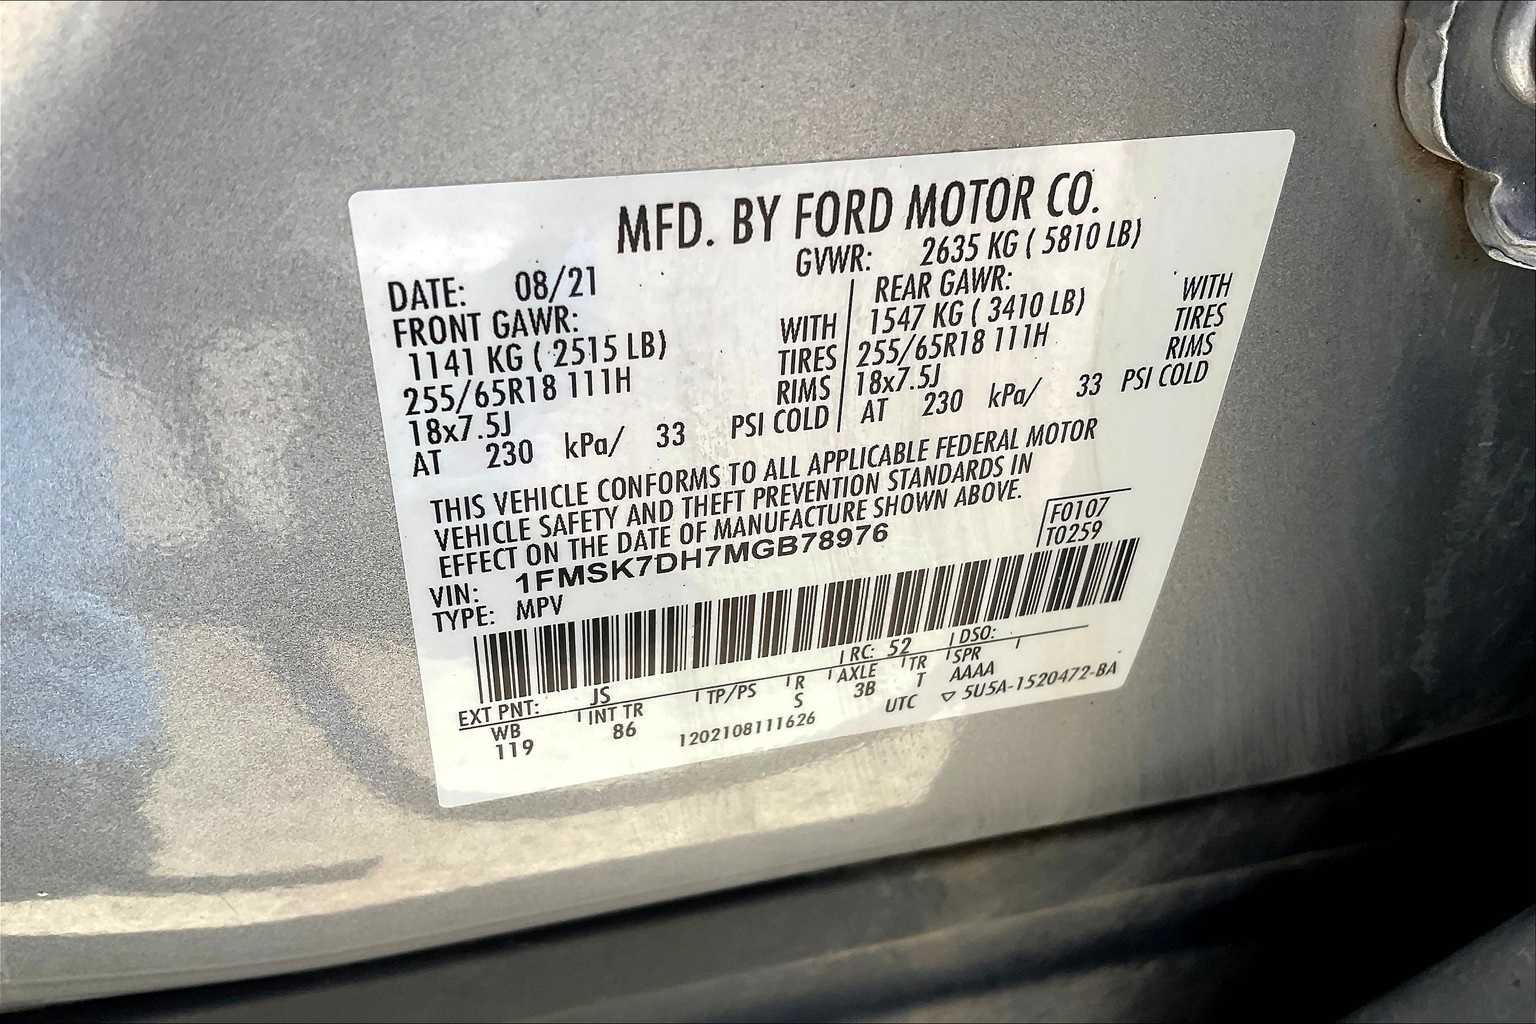 MFD. BY FORD MOTOR CO.
DATE: 08/21 GVWR: 2635 KG ( 5810 LB)
FRONT GAWR: REAR GAWR:
1141 KG ( 2515 LB) WITH 1547 KG ( 3410 LB) WITH
255/65R18 111H TIRES 255/65R18 111H TIRES
18x7.5J RIMS 18x7.5J RIMS
AT 230 kPa/ 33 PSI COLD AT 230 kPa/ 33 PSI COLD
THIS VEHICLE CONFORMS TO ALL APPLICABLE FEDERAL MOTOR
VEHICLE SAFETY AND THEFT PREVENTION STANDARDS IN
EFFECT ON THE DATE OF MANUFACTURE SHOWN ABOVE.
F0107
T0259
VIN: 1FMSK7DH7MGB78976
TYPE: MPV
EXT PNT: JS RC: 52 DSO:
WB INT TR TP/PS R AXLE TR SPR
119 86 S 3B T AAAA
1202108111626 UTC ▽ 5U5A-1520472-BA